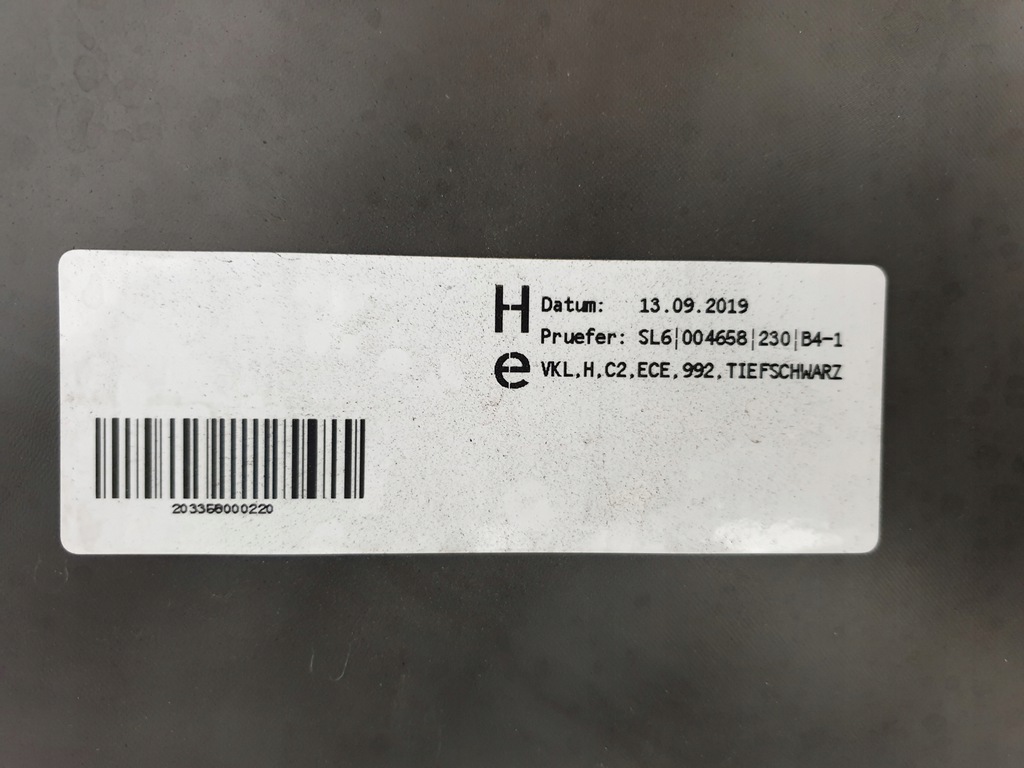 H
e
Datum: 13.09.2019
Pruefer: SL6|004658|230|B4-1
VKL,H,C2,ECE,992,TIEFSCHWARZ
203358000220